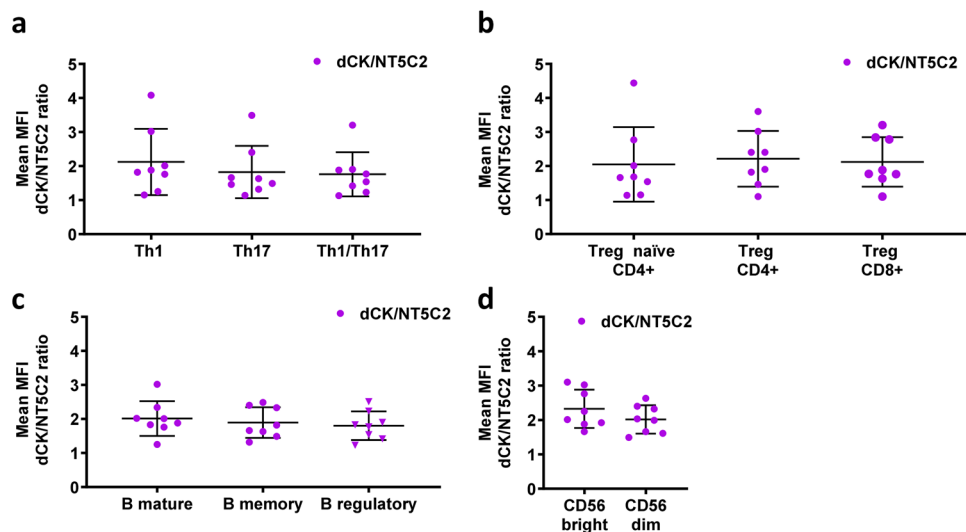 a
dCK/NT5C2
Mean MFI
dCK/NT5C2 ratio
5
4
3
2
1
0
Th1 Th17 Th1/Th17
b
dCK/NT5C2
Mean MFI
dCK/NT5C2 ratio
5
4
3
2
1
0
Treg naïve Treg Treg
CD4+ CD4+ CD8+
c
dCK/NT5C2
Mean MFI
dCK/NT5C2 ratio
5
4
3
2
1
0
B mature B memory B regulatory
d
dCK/NT5C2
Mean MFI
dCK/NT5C2 ratio
5
4
3
2
1
0
CD56 CD56
bright dim